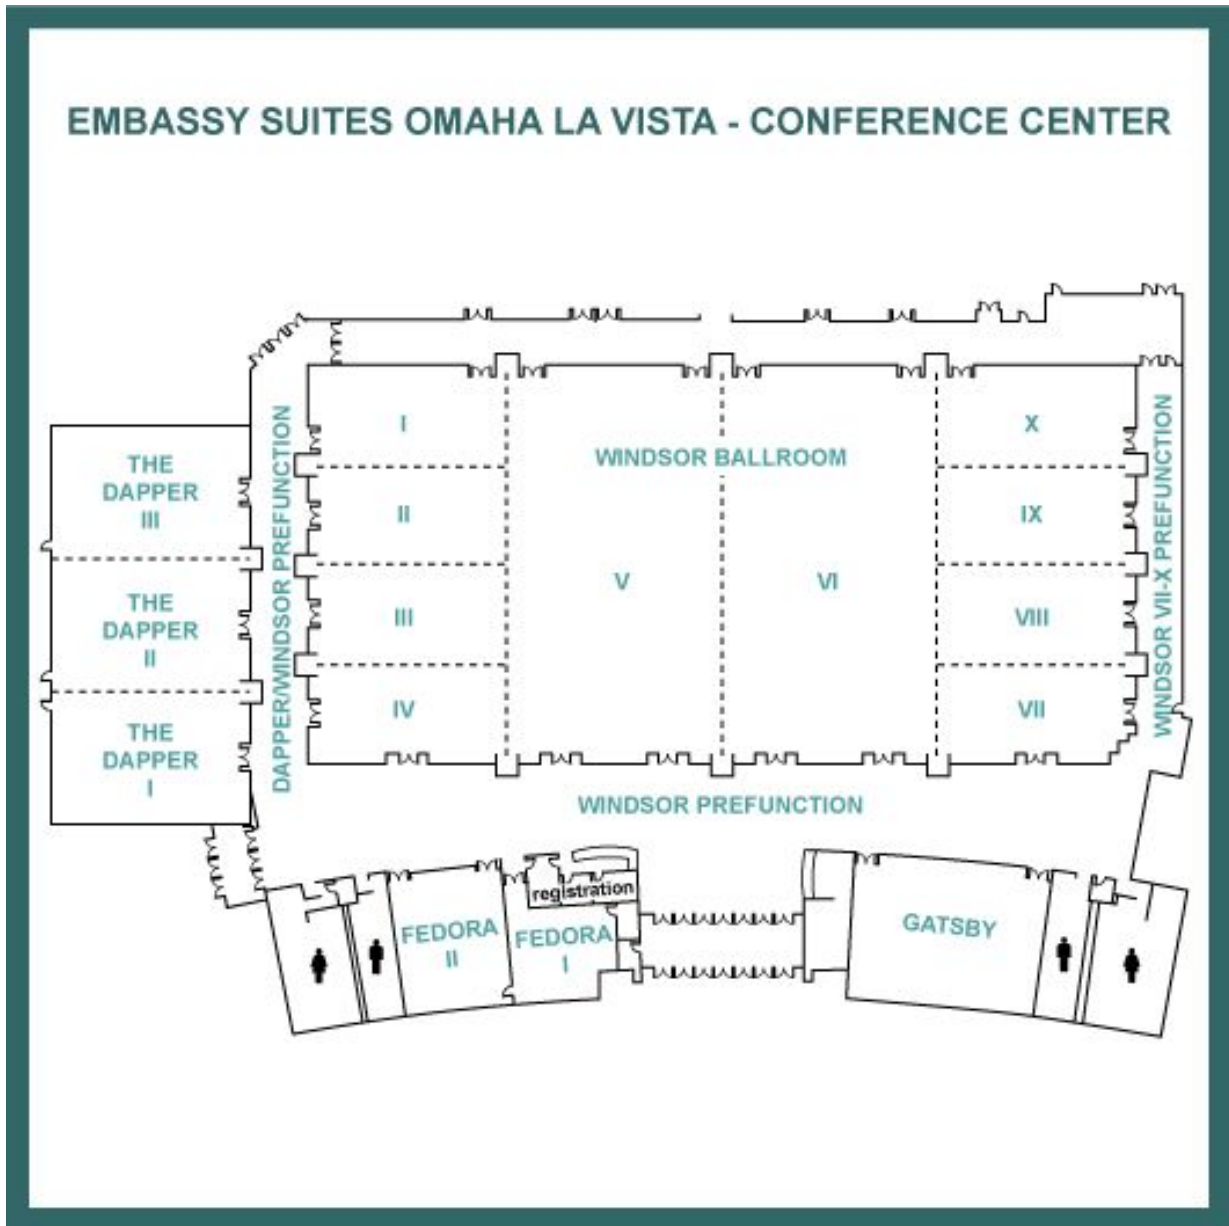 EMBASSY SUITES OMAHA LA VISTA - CONFERENCE CENTER
THE
DAPPER
III
THE
DAPPER
II
THE
DAPPER
I
DAPPER/WINDSOR PREFUNCTION
I
II
III
IV
WINDSOR BALLROOM
V
VI
X
IX
VIII
VII
WINDSOR VII-X PREFUNCTION
WINDSOR PREFUNCTION
registration
FEDORA
II
FEDORA
I
GATSBY